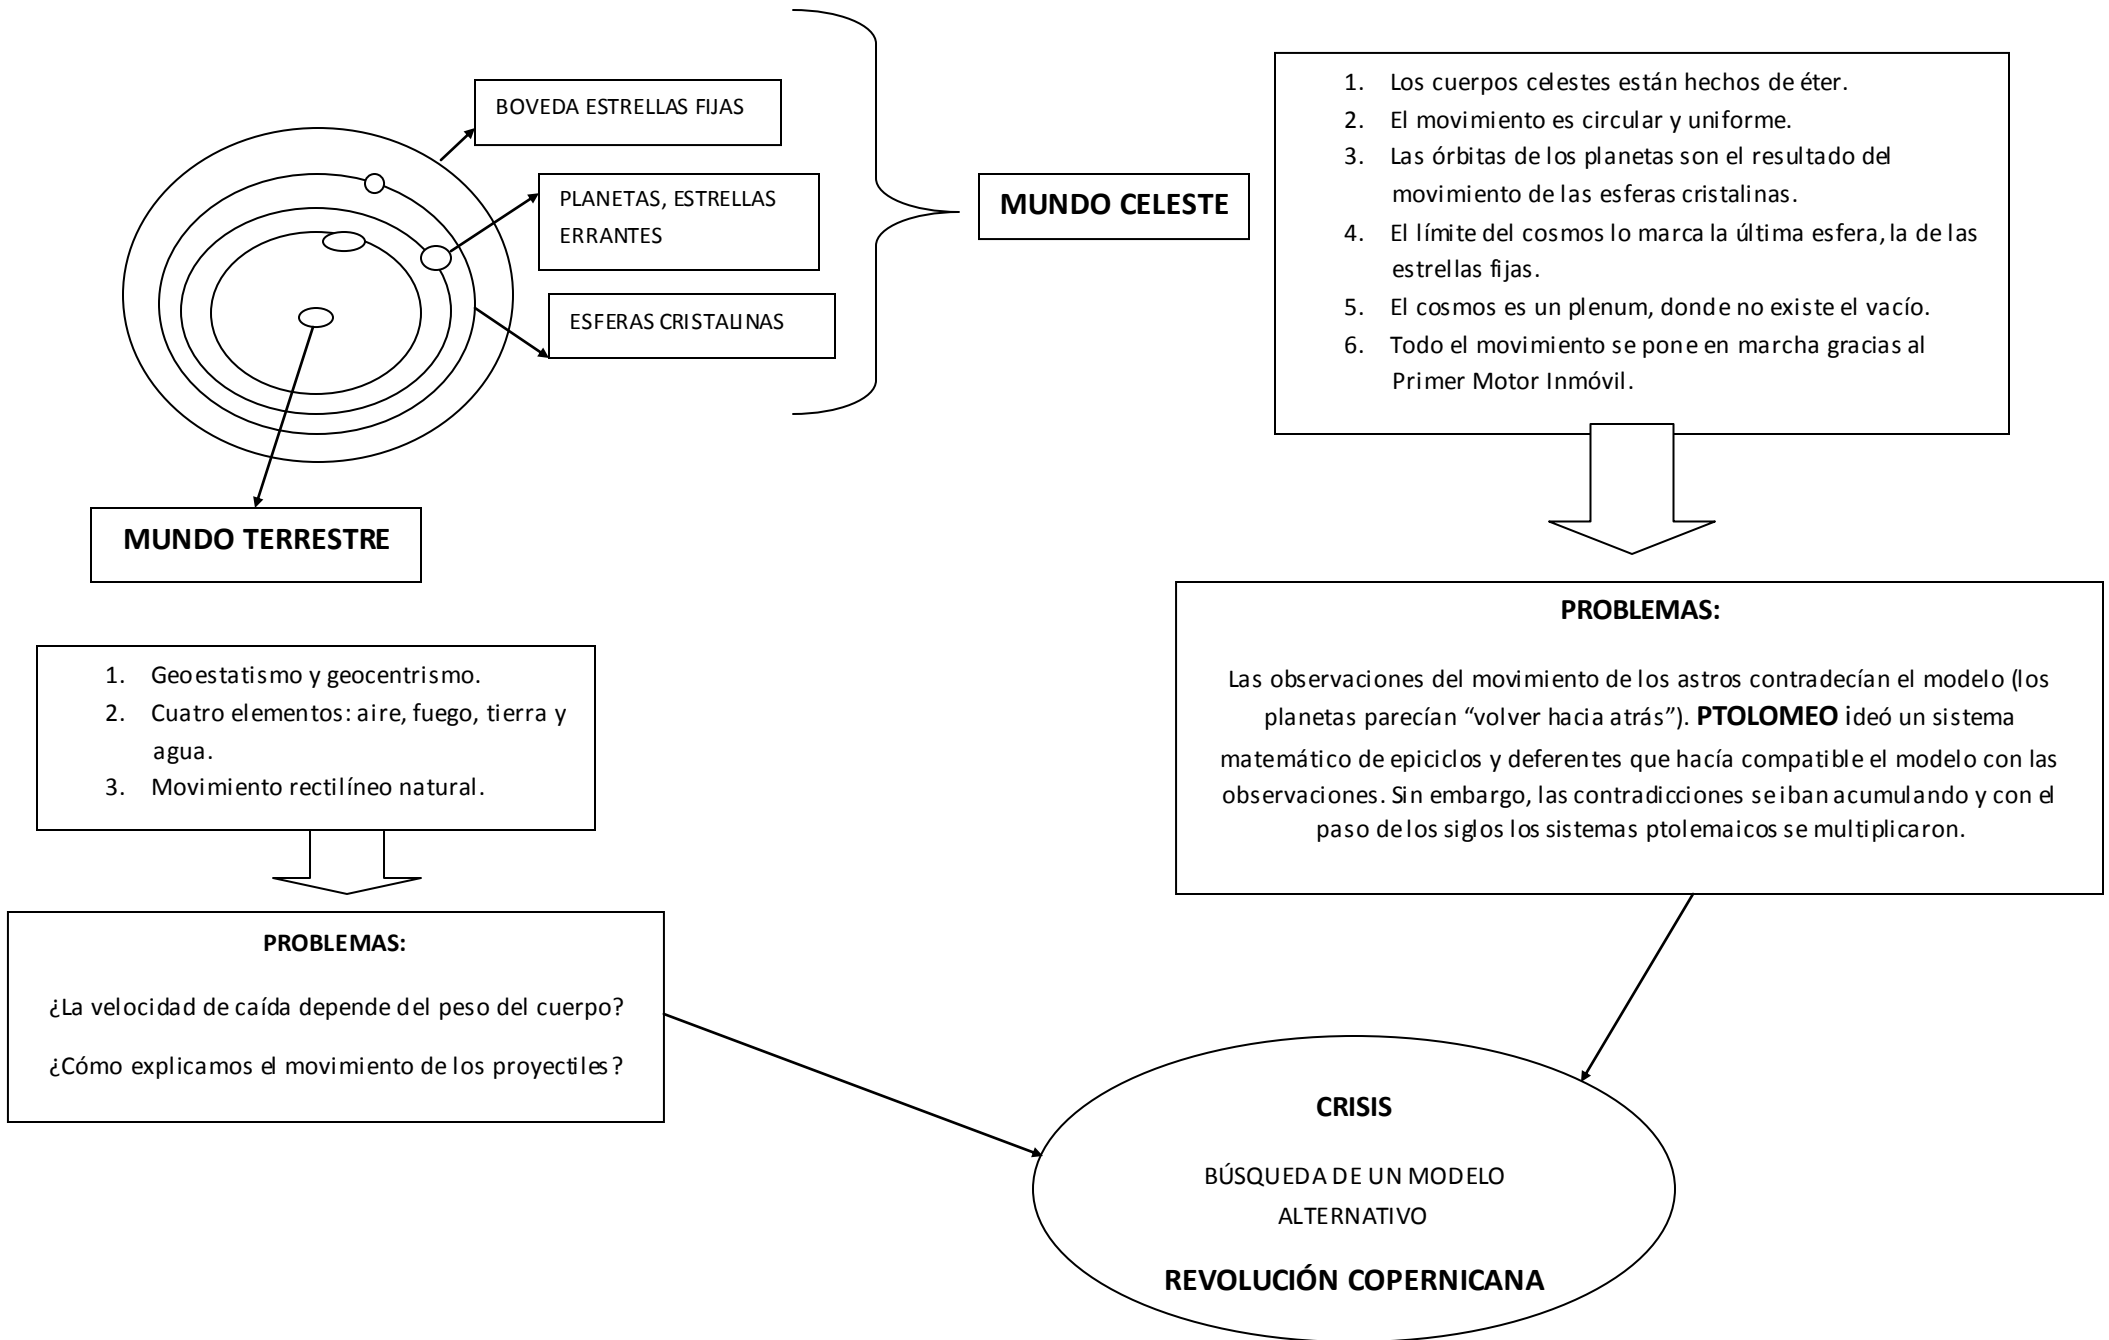 BOVEDA ESTRELLAS FIJAS
PLANETAS, ESTRELLAS
ERRANTES
ESFERAS CRISTALINAS
MUNDO CELESTE
1. Los cuerpos celestes están hechos de éter.
2. El movimiento es circular y uniforme.
3. Las órbitas de los planetas son el resultado del
movimiento de las esferas cristalinas.
4. El límite del cosmos lo marca la última esfera, la de las
estrellas fijas.
5. El cosmos es un plenum, donde no existe el vacío.
6. Todo el movimiento se pone en marcha gracias al
Primer Motor Inmóvil.
MUNDO TERRESTRE
1. Geoestatismo y geocentrismo.
2. Cuatro elementos: aire, fuego, tierra y
agua.
3. Movimiento rectilíneo natural.
PROBLEMAS:
¿La velocidad de caída depende del peso del cuerpo?
¿Cómo explicamos el movimiento de los proyectiles?
PROBLEMAS:
Las observaciones del movimiento de los astros contradecían el modelo (los
planetas parecían “volver hacia atrás”). PTOLOMEO ideó un sistema
matemático de epiciclos y deferentes que hacía compatible el modelo con las
observaciones. Sin embargo, las contradicciones se iban acumulando y con el
paso de los siglos los sistemas ptolemaicos se multiplicaron.
CRISIS
BÚSQUEDA DE UN MODELO
ALTERNATIVO
REVOLUCIÓN COPERNICANA